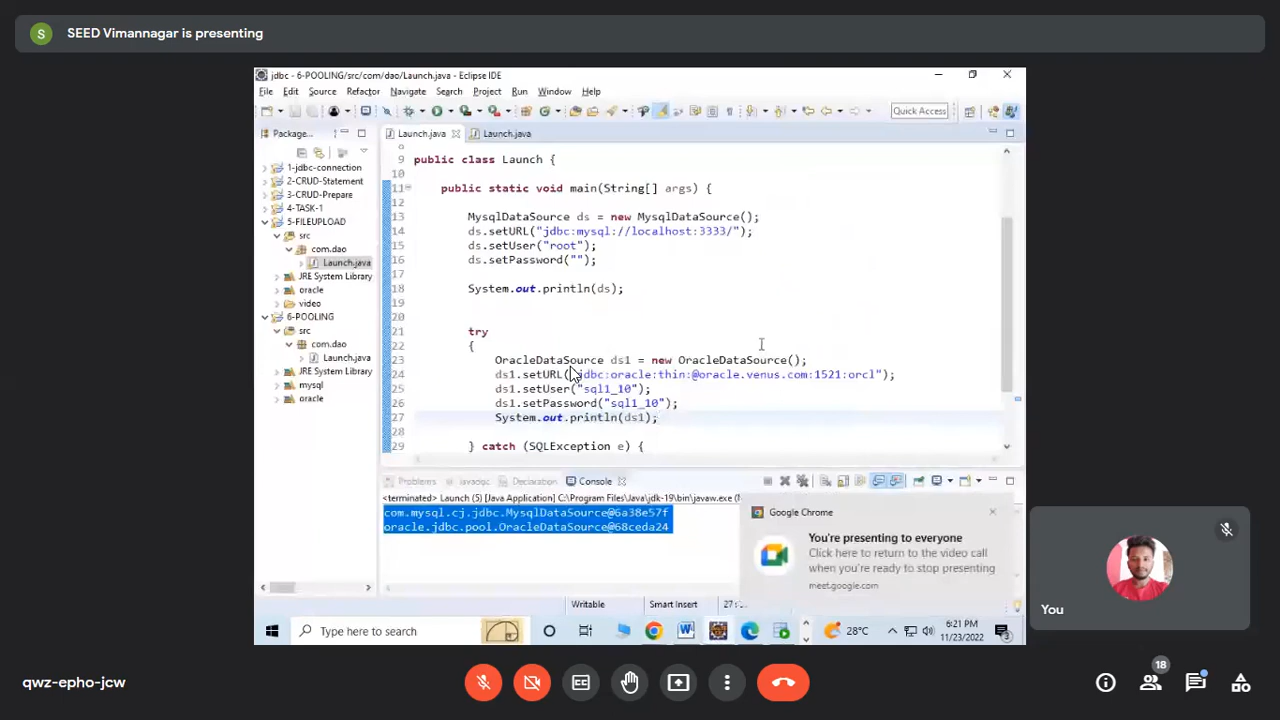 S SEED Vimannagar is presenting
jdbc - 6-POOLING/src/com/dao/Launch.java - Eclipse IDE
File Edit Source Refactor Navigate Search Project Run Window Help
Quick Access
Package...
Launch.java
Launch.java
1-jdbc-connection
2-CRUD-Statement
3-CRUD-Prepare
4-TASK-1
5-FILEUPLOAD
src
com.dao
Launch.java
JRE System Library
oracle
video
6-POOLING
src
com.dao
Launch.java
JRE System Library
mysql
oracle
8
9 public class Launch {
10
11 public static void main(String[] args) {
12
13 MysqlDataSource ds = new MysqlDataSource();
14 ds.setURL("jdbc:mysql://localhost:3333/");
15 ds.setUser("root");
16 ds.setPassword("");
17
18 System.out.println(ds);
19
20
21 try
22 {
23 OracleDataSource ds1 = new OracleDataSource();
24 ds1.setURL("jdbc:oracle:thin:@oracle.venus.com:1521:orcl");
25 ds1.setUser("sql1_10");
26 ds1.setPassword("sql1_10");
27 System.out.println(ds1);
28
29 } catch (SQLException e) {
Problems Javadoc Declaration Console
<terminated> Launch (5) [Java Application] C:\Program Files\Java\jdk-19\bin\javaw.exe (N
com.mysql.cj.jdbc.MysqlDataSource@6a38e57f
oracle.jdbc.pool.OracleDataSource@68ceda24
Google Chrome
You're presenting to everyone
Click here to return to the video call
when you're ready to stop presenting
meet.google.com
Writable Smart Insert 27 :
Type here to search
28°C
6:21 PM
11/23/2022
3
You
qwz-epho-jcw
18